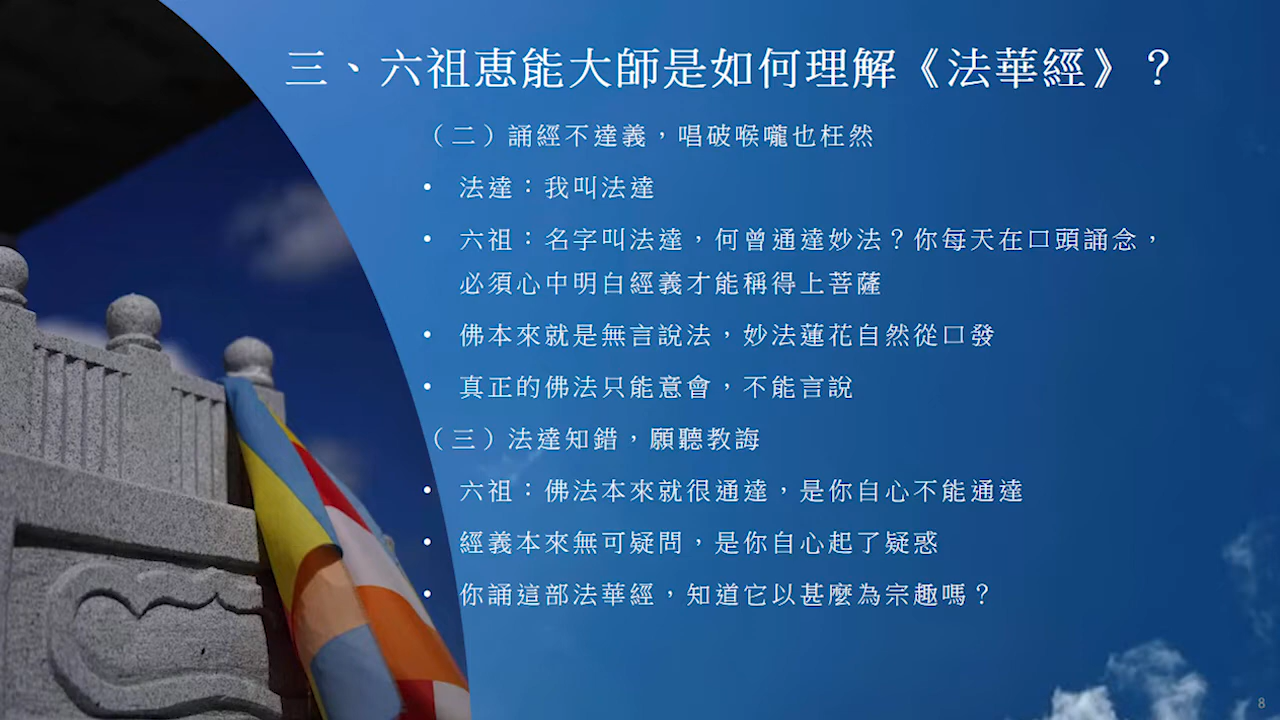 三、六祖恵能大師是如何理解《法華經》？
（二）誦經不達義，唱破喉嚨也枉然
• 法達：我叫法達
• 六祖：名字叫法達，何曾通達妙法？你每天在口頭誦念，
必須心中明白經義才能稱得上菩薩
• 佛本來就是無言說法，妙法蓮花自然從口發
• 真正的佛法只能意會，不能言說
（三）法達知錯，願聽教誨
• 六祖：佛法本來就很通達，是你自心不能通達
• 經義本來無可疑問，是你自心起了疑惑
• 你誦這部法華經，知道它以甚麼為宗趣嗎？
8